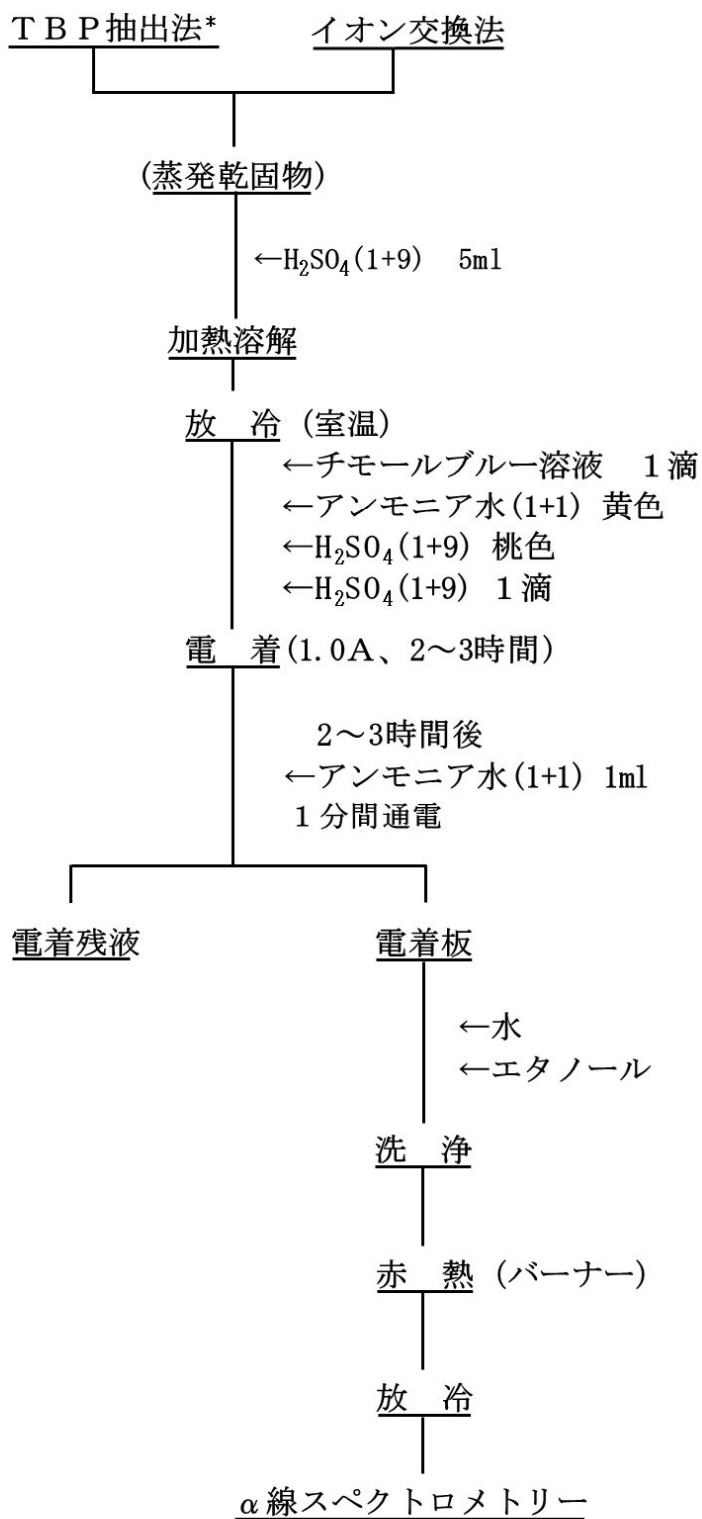 ＴＢＰ抽出法* イオン交換法
(蒸発乾固物)
←H₂SO₄(1+9) 5ml
加熱溶解
放　冷 (室温)
←チモールブルー溶液　１滴
←アンモニア水(1+1) 黄色
←H₂SO₄(1+9) 桃色
←H₂SO₄(1+9) １滴
電　着(1.0Ａ、2～3時間)
2～3時間後
←アンモニア水(1+1) 1ml
１分間通電
電着残液 電着板
←水
←エタノール
洗　浄
赤　熱 (バーナー)
放　冷
α線スペクトロメトリー